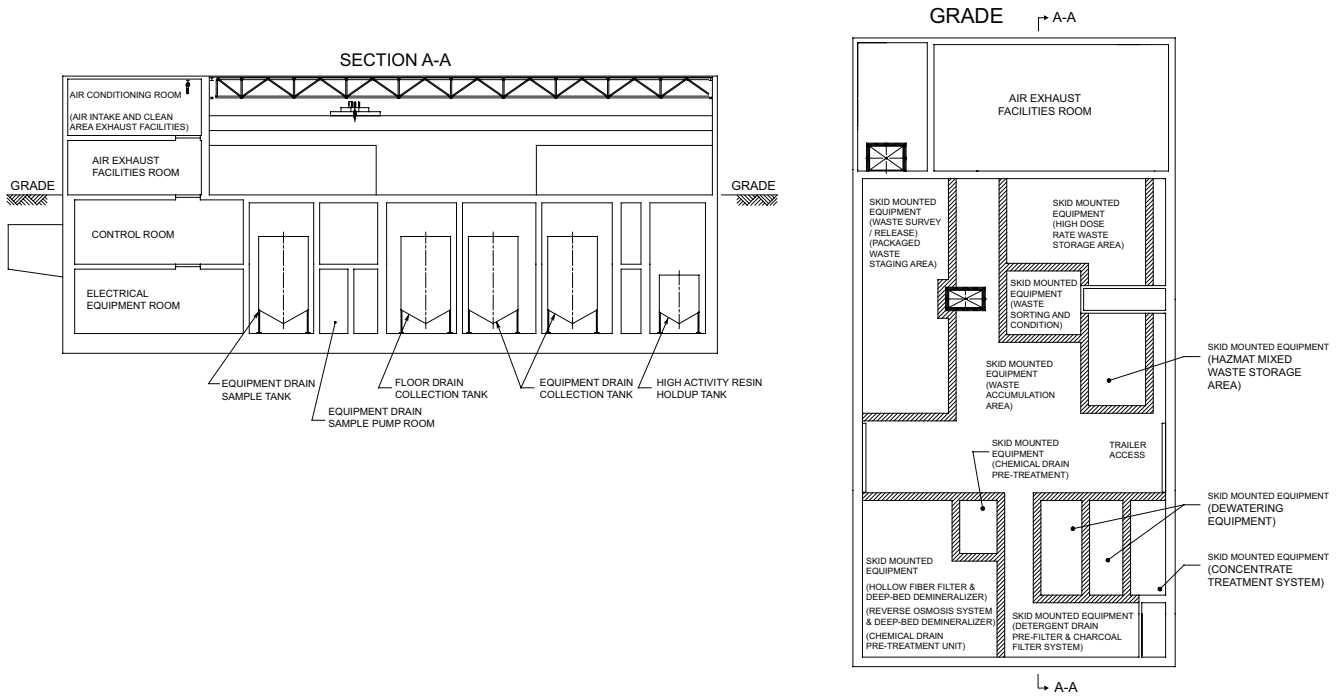 SECTION A-A
AIR CONDITIONING ROOM
(AIR INTAKE AND CLEAN
AREA EXHAUST FACILITIES)
AIR EXHAUST
FACILITIES ROOM
GRADE
GRADE
CONTROL ROOM
ELECTRICAL
EQUIPMENT ROOM
EQUIPMENT DRAIN
SAMPLE TANK
EQUIPMENT DRAIN
SAMPLE PUMP ROOM
FLOOR DRAIN
COLLECTION TANK
EQUIPMENT DRAIN
COLLECTION TANK
HIGH ACTIVITY RESIN
HOLDUP TANK
GRADE
A-A
AIR EXHAUST
FACILITIES ROOM
SKID MOUNTED
EQUIPMENT
(WASTE SURVEY
/ RELEASE)
(PACKAGED
WASTE
STAGING AREA)
SKID MOUNTED
EQUIPMENT
(HIGH DOSE
RATE WASTE
STORAGE AREA)
SKID MOUNTED
EQUIPMENT
(WASTE
SORTING AND
CONDITION)
SKID MOUNTED
EQUIPMENT
(WASTE
ACCUMULATION
AREA)
SKID MOUNTED EQUIPMENT
(HAZMAT MIXED
WASTE STORAGE
AREA)
SKID MOUNTED
EQUIPMENT
(CHEMICAL DRAIN
PRE-TREATMENT)
TRAILER
ACCESS
SKID MOUNTED EQUIPMENT
(DEWATERING
EQUIPMENT)
SKID MOUNTED EQUIPMENT
(CONCENTRATE
TREATMENT SYSTEM)
SKID MOUNTED
EQUIPMENT
(HOLLOW FIBER FILTER &
DEEP-BED DEMINERALIZER)
(REVERSE OSMOSIS SYSTEM
& DEEP-BED DEMINERALIZER)
(CHEMICAL DRAIN
PRE-TREATMENT UNIT)
SKID MOUNTED EQUIPMENT
(DETERGENT DRAIN
PRE-FILTER & CHARCOAL
FILTER SYSTEM)
A-A